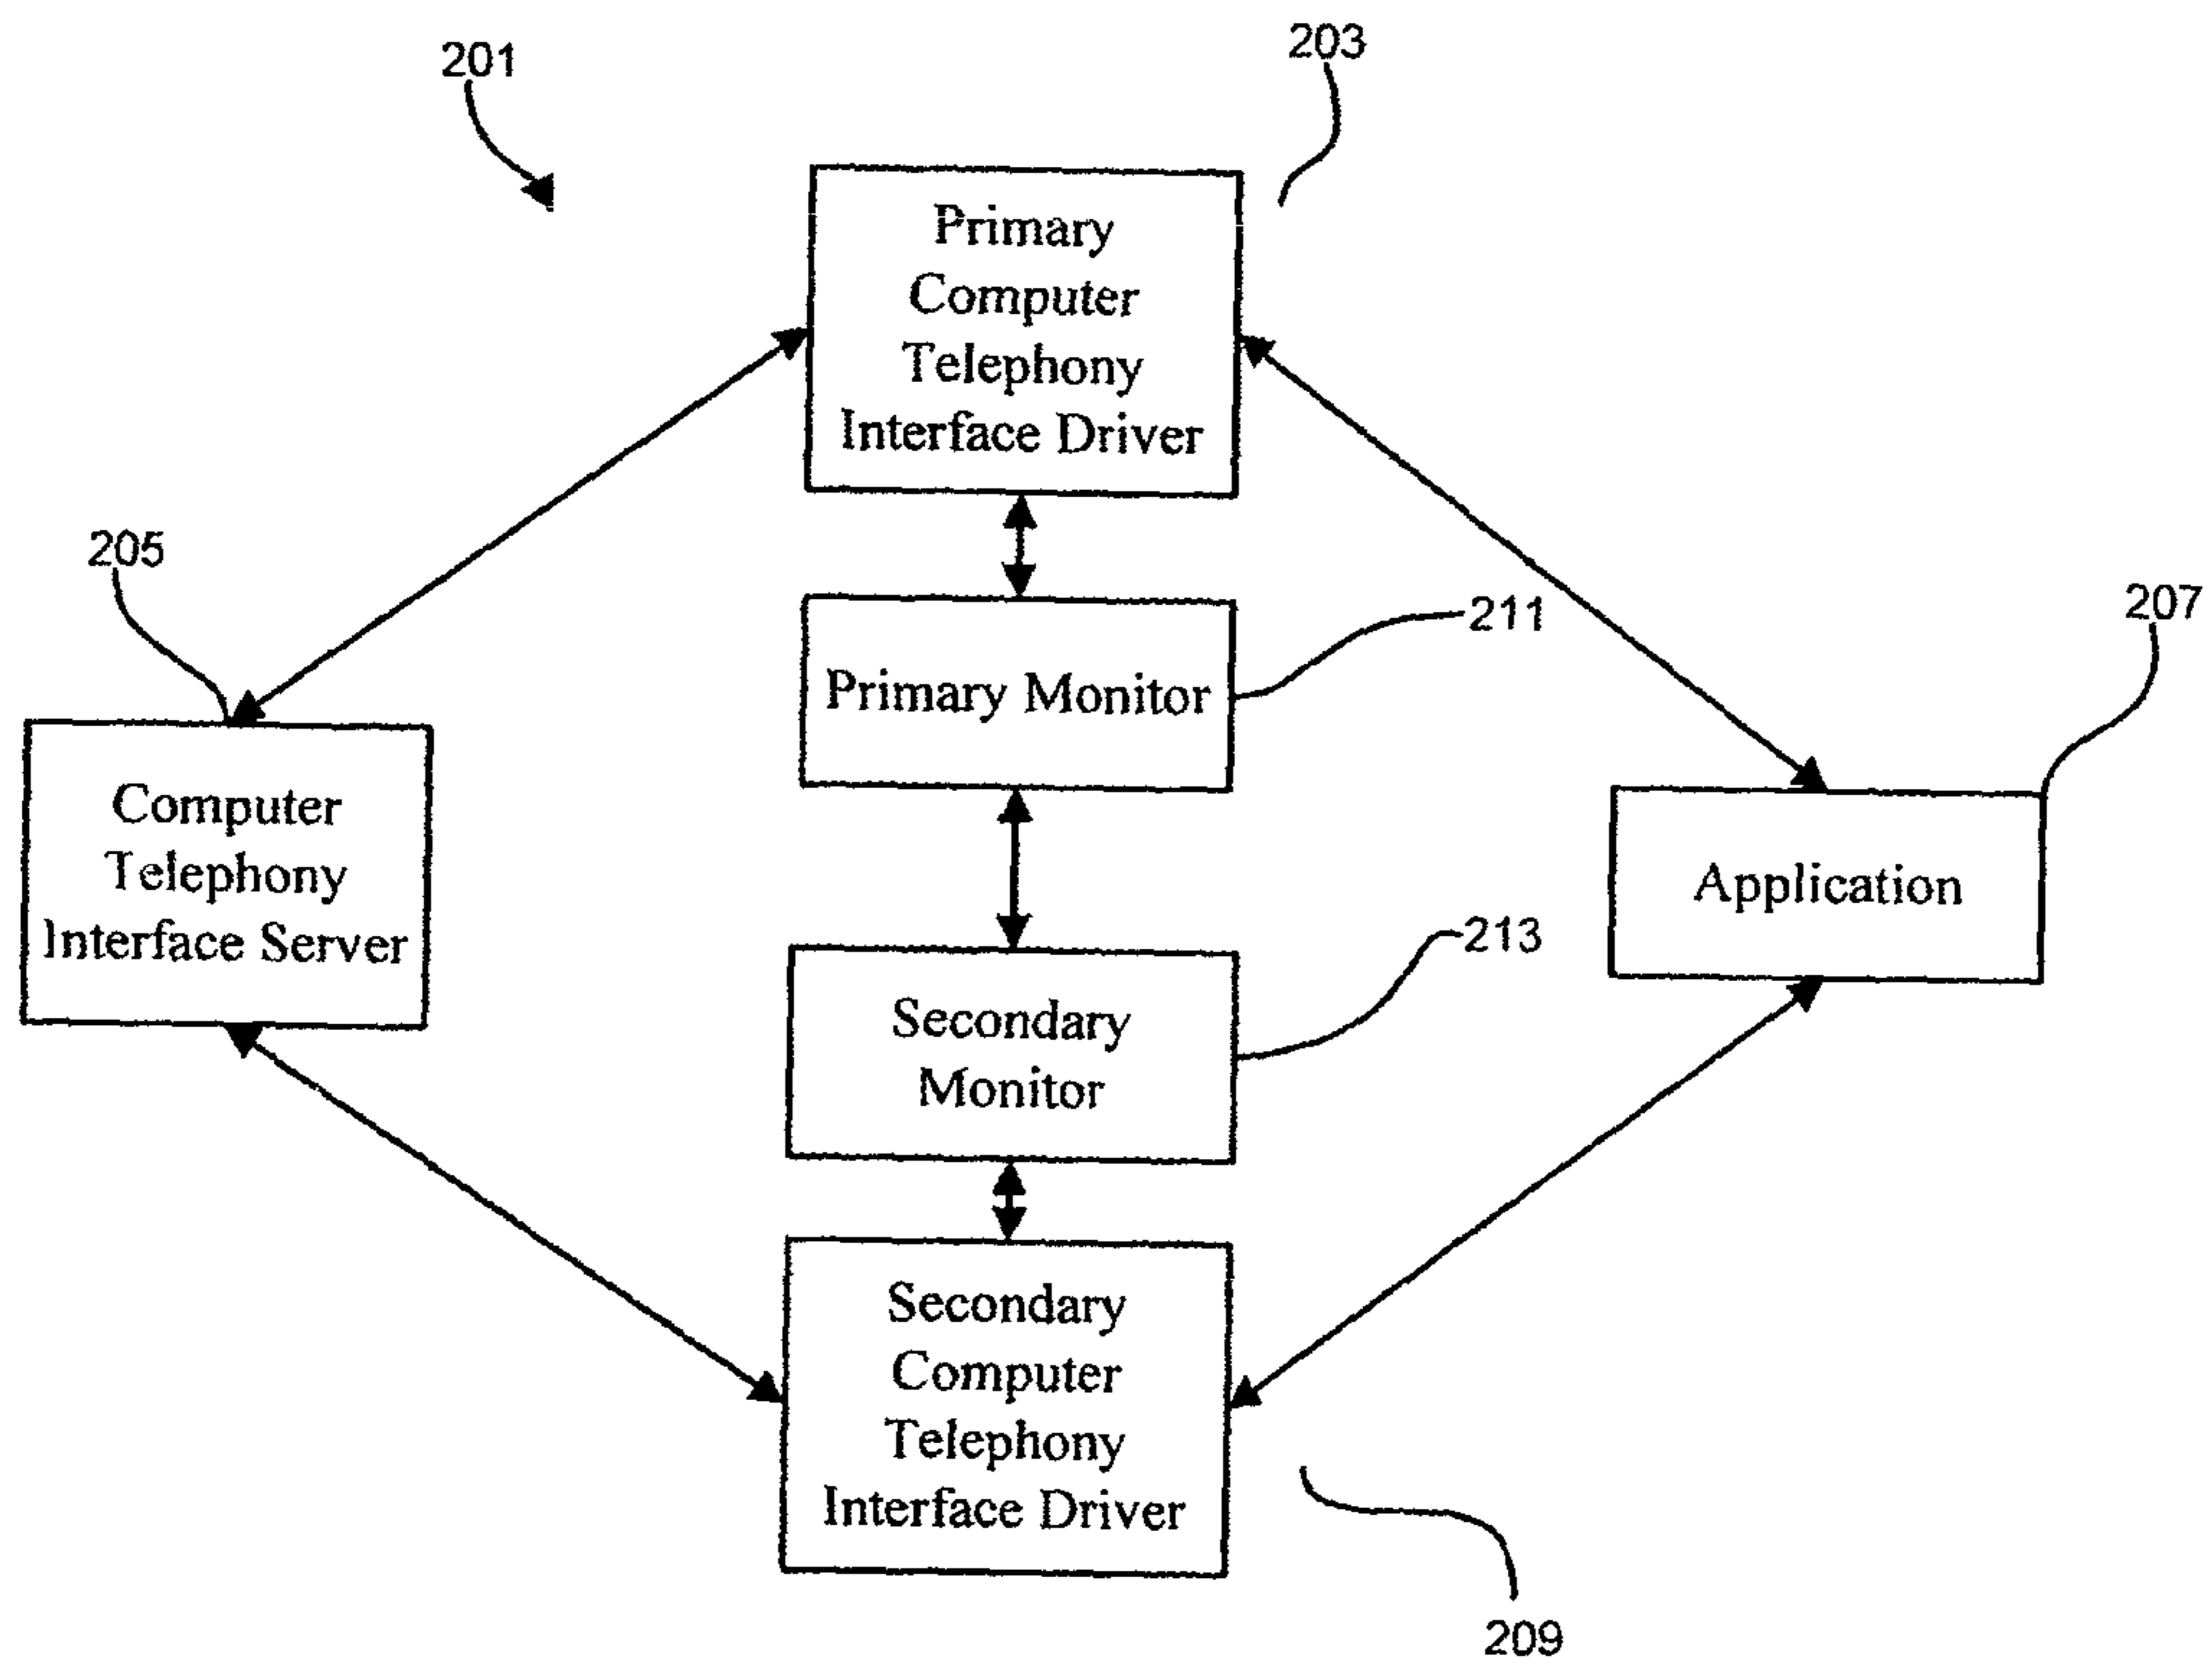 201
203
Primary
Computer
Telephony
Interface Driver
205
211
207
Primary Monitor
Computer
Telephony
Interface Server
Application
213
Secondary
Monitor
Secondary
Computer
Telephony
Interface Driver
209